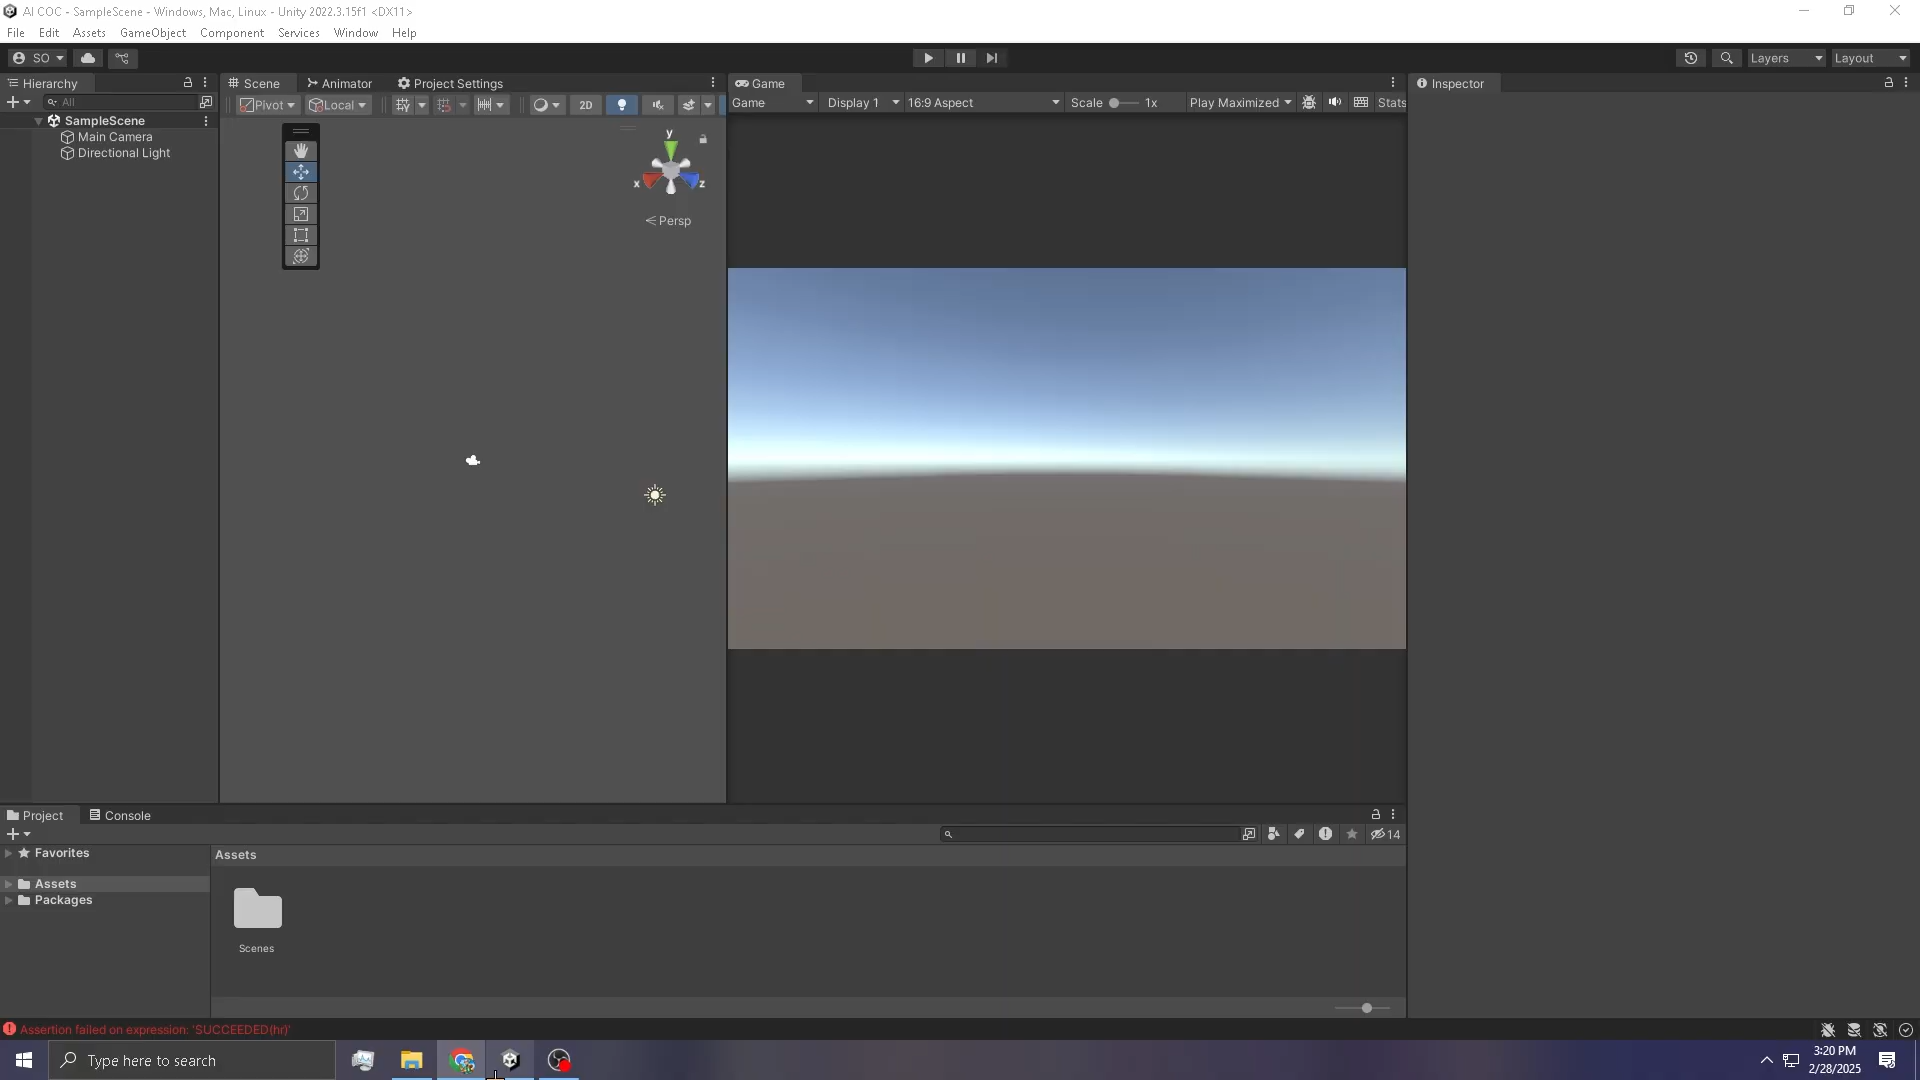 AI COC - SampleScene - Windows, Mac, Linux - Unity 2022.3.15f1 <DX11>
File Edit Assets GameObject Component Services Window Help
SO
Layers Layout
Hierarchy
All
SampleScene
Main Camera
Directional Light
Scene Animator Project Settings
Pivot Local 2D
y
x z
Persp
Game
Game Display 1 16:9 Aspect Scale 1x Play Maximized Stats
Inspector
Project Console
14
Favorites
Assets
Packages
Assets
Scenes
Assertion failed on expression: 'SUCCEEDED(hr)'
Type here to search
3:20 PM
2/28/2025